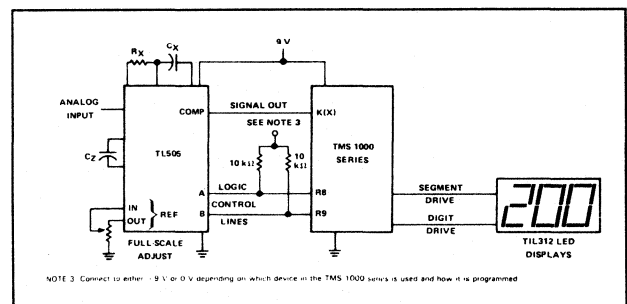 RX
CX
9 V
ANALOG
INPUT
COMP
SIGNAL OUT
K(X)
SEE NOTE 3
TMS 1000
SERIES
TL505
CZ
10 kΩ
10
kΩ
A
LOGIC
CONTROL
R8
B
LINES
R9
IN
OUT
REF
FULL-SCALE
ADJUST
SEGMENT
DRIVE
DIGIT
DRIVE
200
TIL312 LED
DISPLAYS
NOTE 3 Connect to either 9 V or 0 V depending on which device in the TMS 1000 series is used and how it is programmed